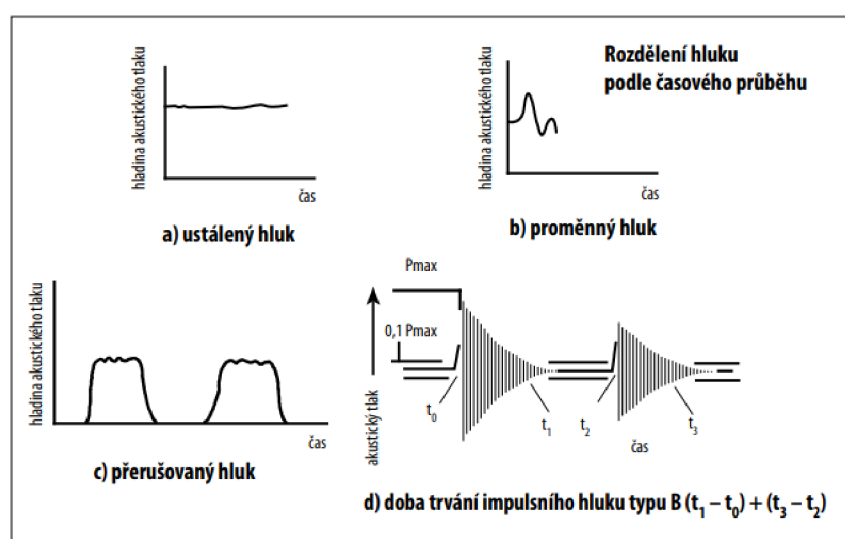 Rozdělení hluku
podle časového průběhu
hladina akustického tlaku
čas
a) ustálený hluk
hladina akustického tlaku
čas
b) proměnný hluk
hladina akustického tlaku
čas
c) přerušovaný hluk
Pmax
0,1 Pmax
akustický tlak
t0
t1
t2
t3
čas
d) doba trvání impulsního hluku typu B (t1 – t0) + (t3 – t2)